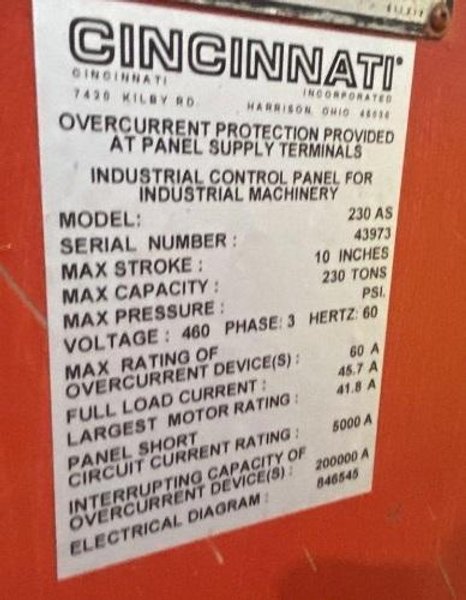 CINCINNATI®
CINCINNATI INCORPORATED
7420 KILBY RD. HARRISON, OHIO 45030
OVERCURRENT PROTECTION PROVIDED
AT PANEL SUPPLY TERMINALS
INDUSTRIAL CONTROL PANEL FOR
INDUSTRIAL MACHINERY
MODEL: 230 AS
SERIAL NUMBER : 43973
MAX STROKE : 10 INCHES
MAX CAPACITY : 230 TONS
MAX PRESSURE : PSI.
VOLTAGE : 460 PHASE: 3 HERTZ: 60
MAX RATING OF
OVERCURRENT DEVICE(S) : 60 A
FULL LOAD CURRENT : 45.7 A
LARGEST MOTOR RATING : 41.8 A
PANEL SHORT
CIRCUIT CURRENT RATING : 5000 A
INTERRUPTING CAPACITY OF
OVERCURRENT DEVICE(S) : 200000 A
ELECTRICAL DIAGRAM : 846545